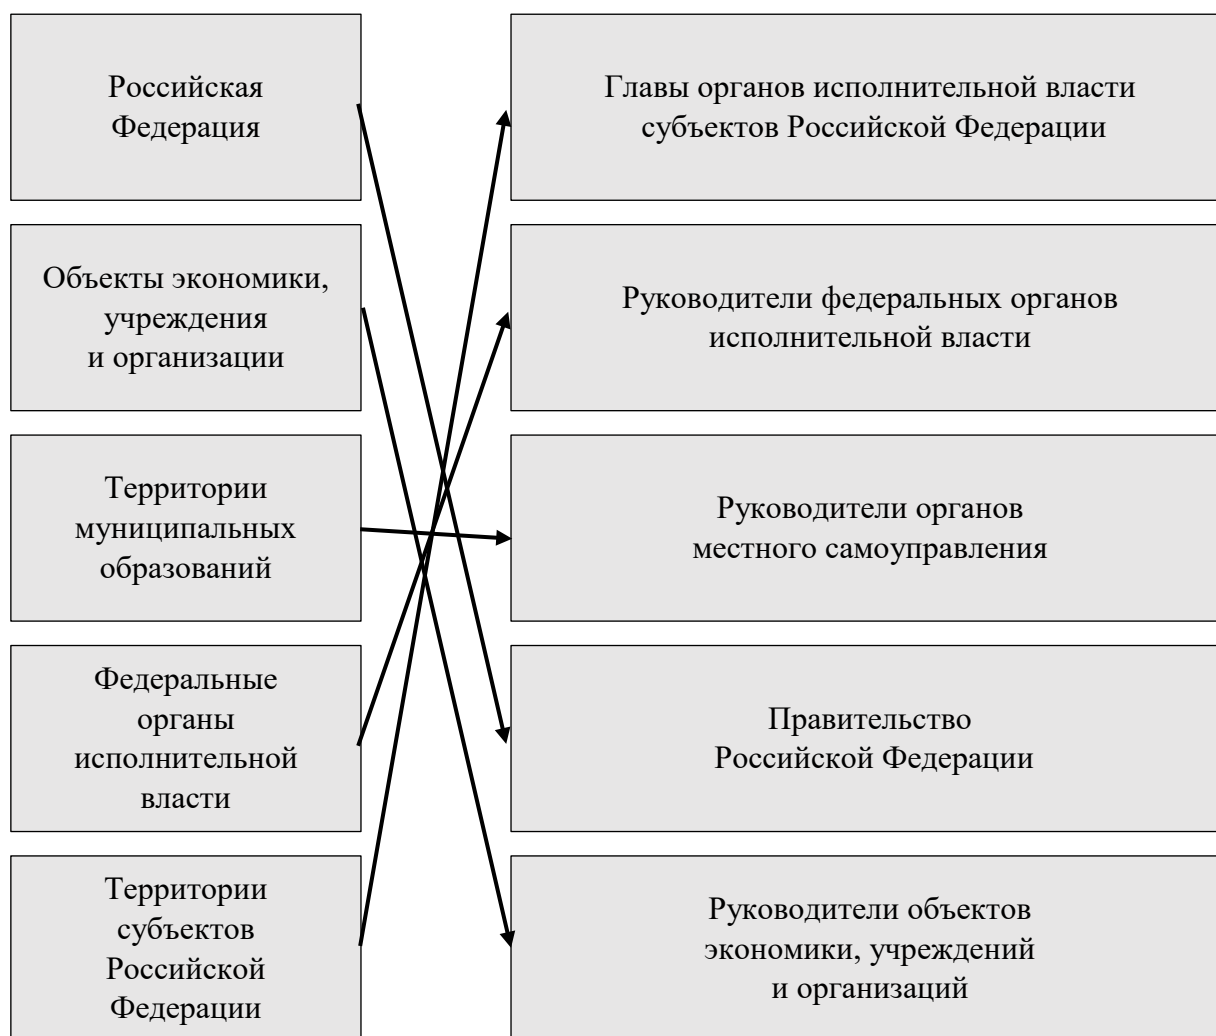 Российская
Федерация
Главы органов исполнительной власти
субъектов Российской Федерации
Объекты экономики,
учреждения
и организации
Руководители федеральных органов
исполнительной власти
Территории
муниципальных
образований
Руководители органов
местного самоуправления
Федеральные
органы
исполнительной
власти
Правительство
Российской Федерации
Территории
субъектов
Российской
Федерации
Руководители объектов
экономики, учреждений
и организаций